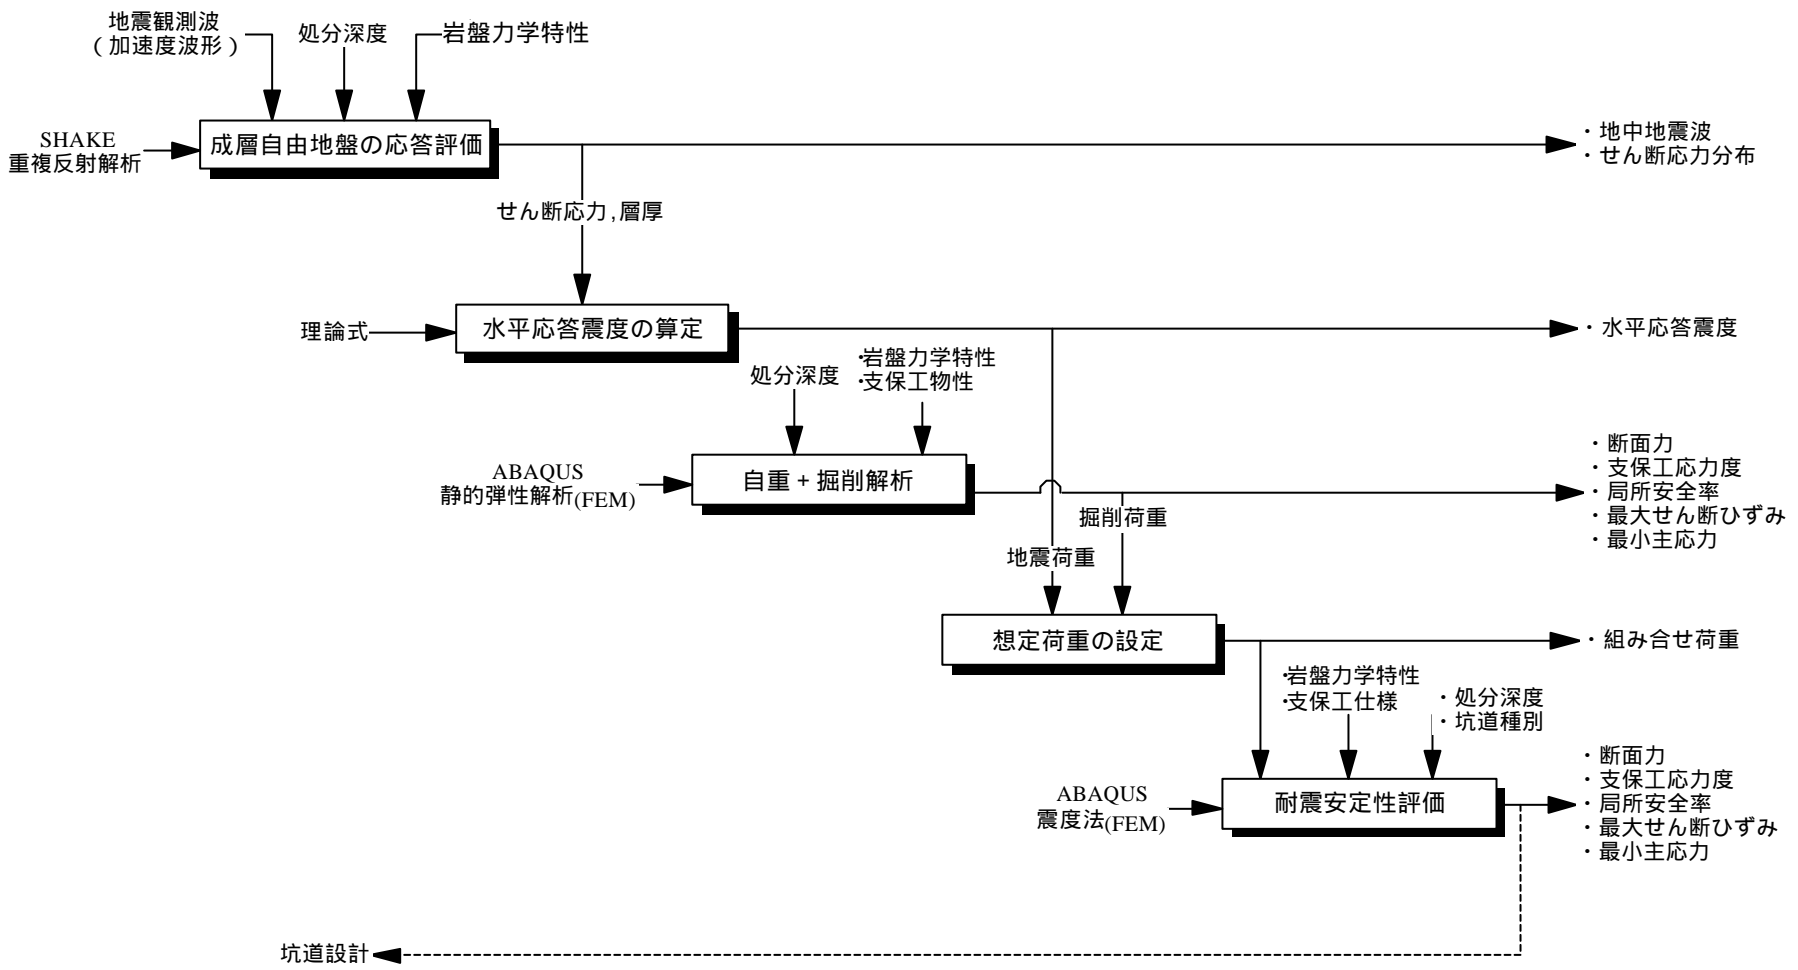 地震観測波
（加速度波形）
処分深度
岩盤力学特性
SHAKE
重複反射解析
成層自由地盤の応答評価
・地中地震波
・せん断応力分布
せん断応力,層厚
理論式
水平応答震度の算定
・水平応答震度
処分深度
・岩盤力学特性
・支保工物性
ABAQUS
静的弾性解析(FEM)
自重+掘削解析
・断面力
・支保工応力度
・局所安全率
・最大せん断ひずみ
・最小主応力
掘削荷重
地震荷重
想定荷重の設定
・組み合せ荷重
・岩盤力学特性
・支保工仕様
・処分深度
・坑道種別
ABAQUS
震度法(FEM)
耐震安定性評価
・断面力
・支保工応力度
・局所安全率
・最大せん断ひずみ
・最小主応力
坑道設計